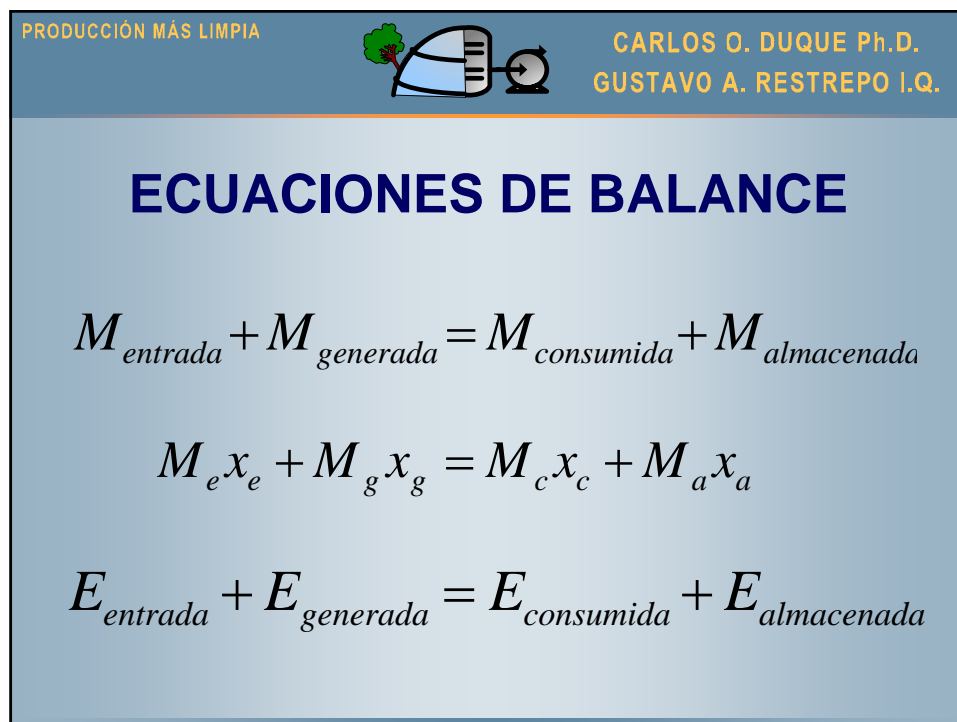 PRODUCCIÓN MÁS LIMPIA
CARLOS O. DUQUE Ph.D.
GUSTAVO A. RESTREPO I.Q.
ECUACIONES DE BALANCE
M_entrada + M_generada = M_consumida + M_almacenada
M_e x_e + M_g x_g = M_c x_c + M_a x_a
E_entrada + E_generada = E_consumida + E_almacenada